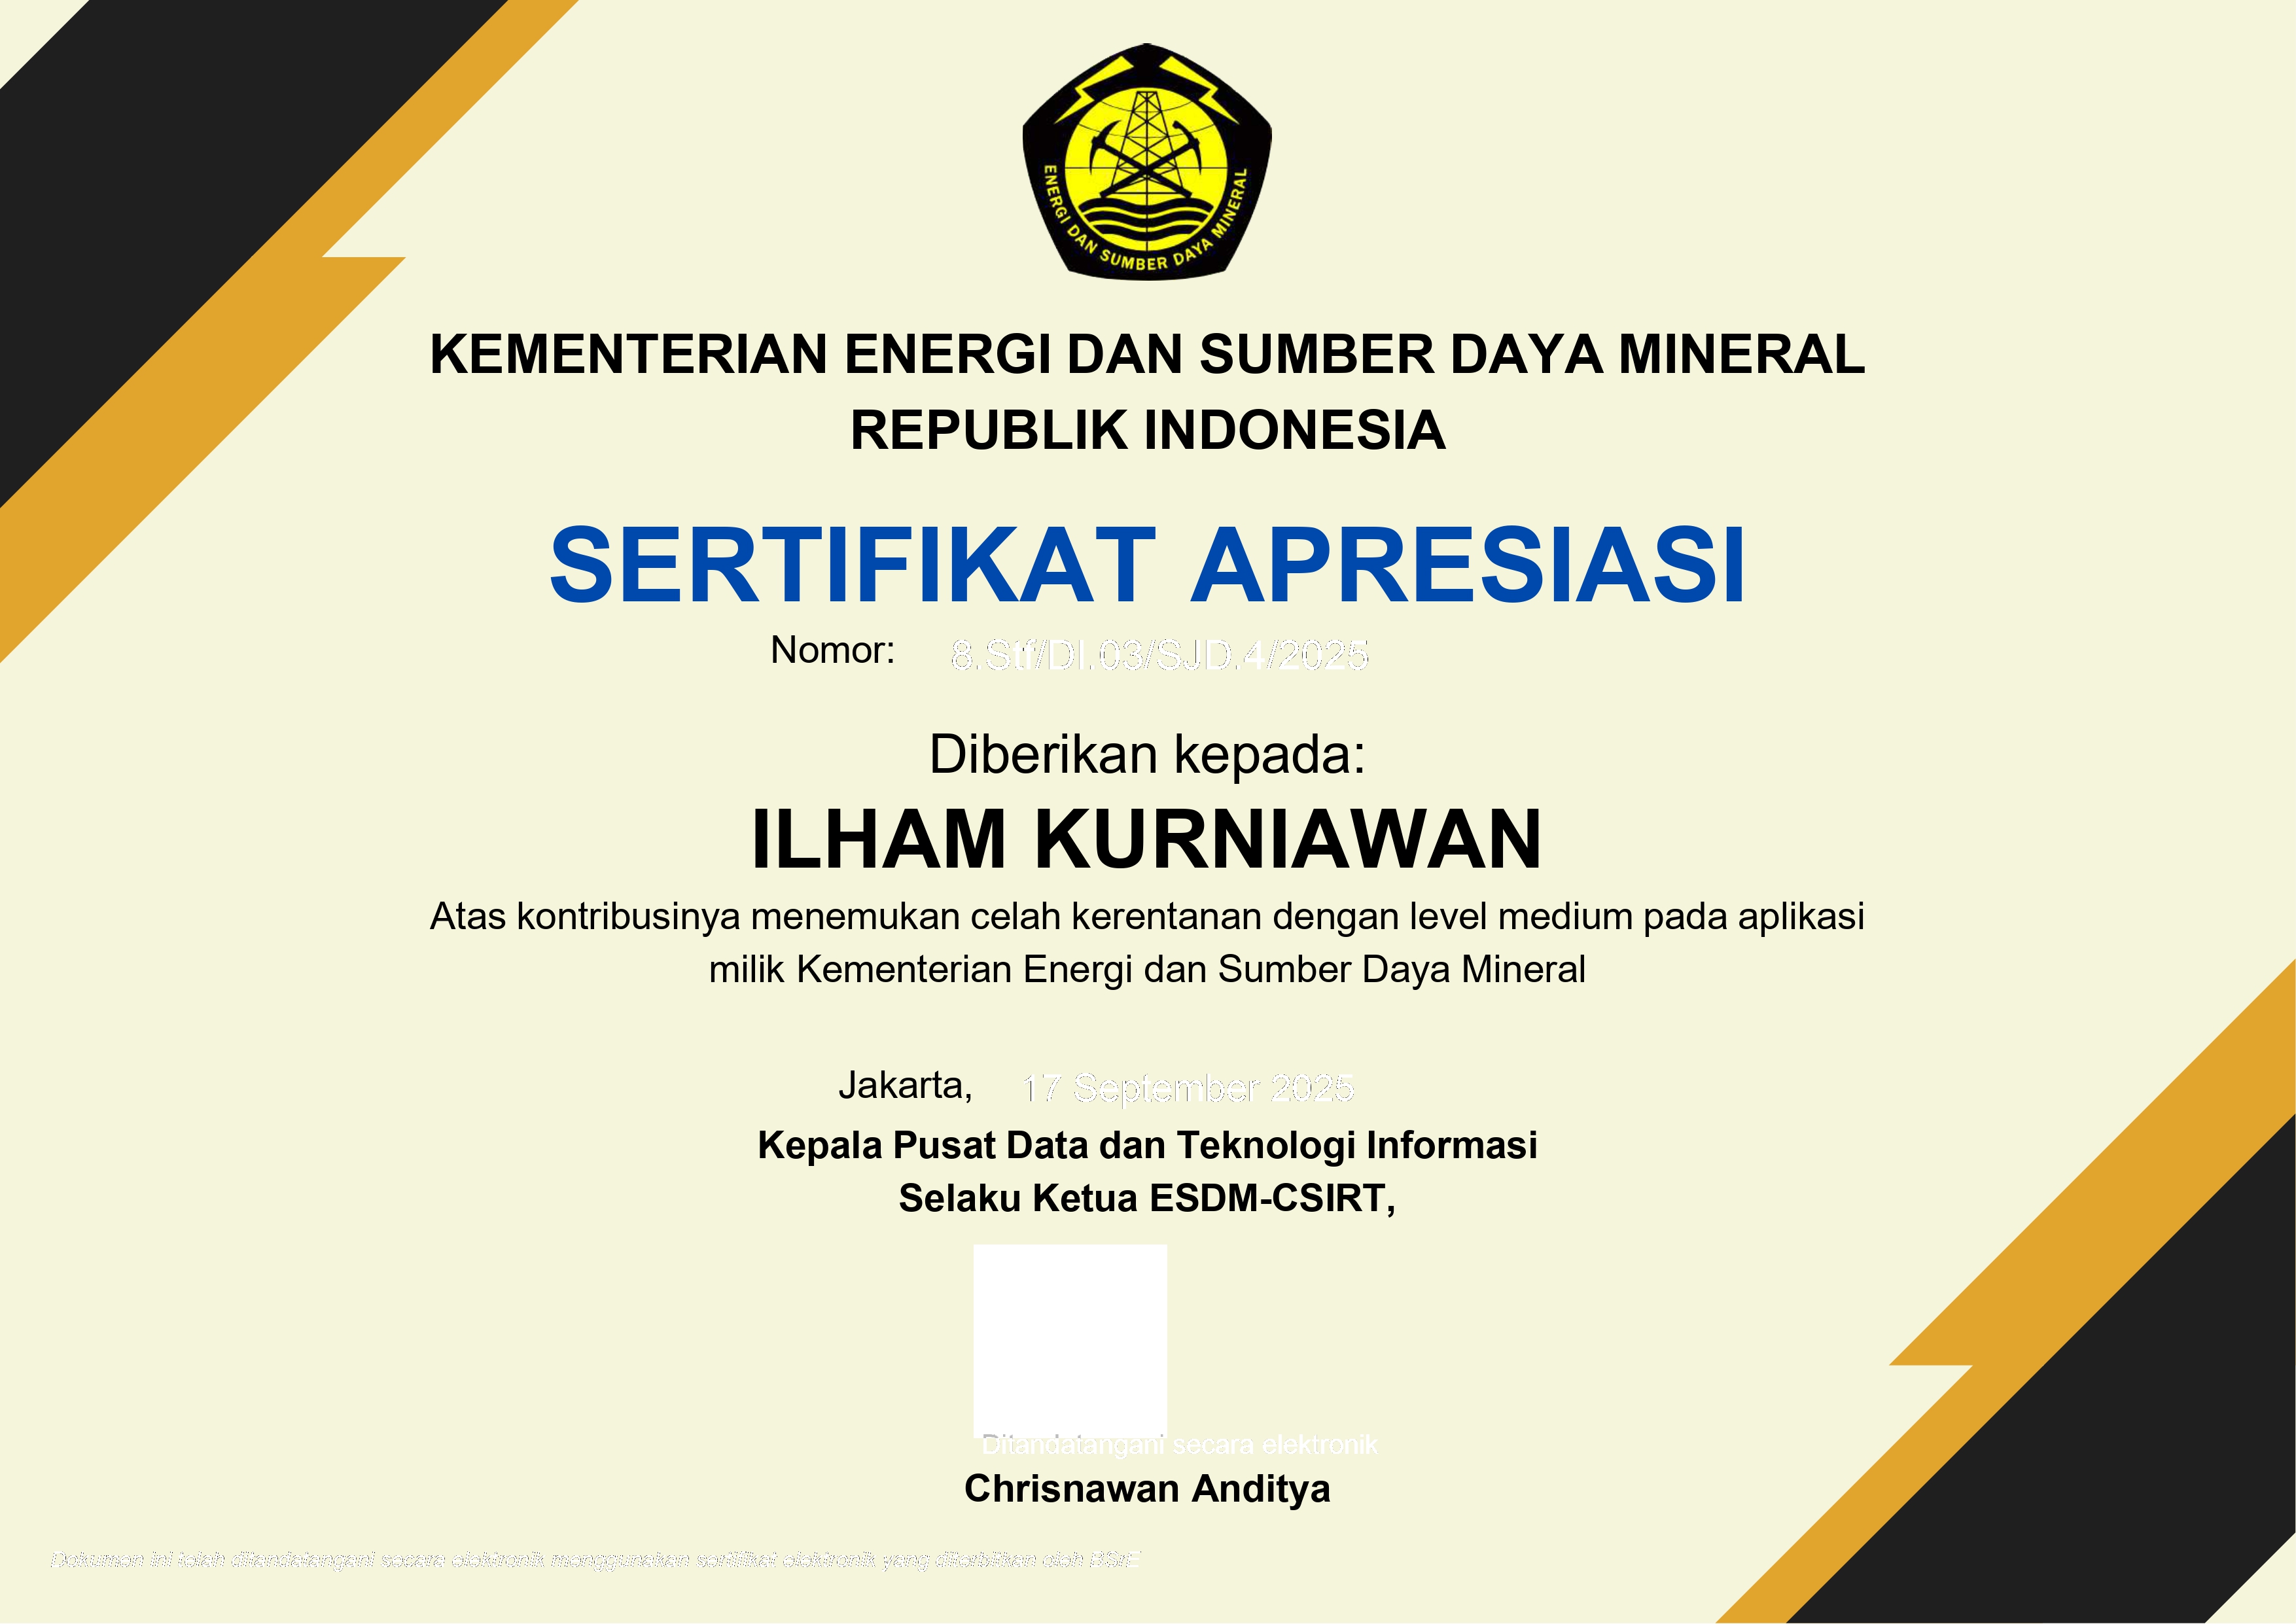 ENERGI DAN SUMBER DAYA MINERAL
KEMENTERIAN ENERGI DAN SUMBER DAYA MINERAL
REPUBLIK INDONESIA
SERTIFIKAT APRESIASI
Nomor: 8.Stf/DI.03/SJD.4/2025
Diberikan kepada:
ILHAM KURNIAWAN
Atas kontribusinya menemukan celah kerentanan dengan level medium pada aplikasi
milik Kementerian Energi dan Sumber Daya Mineral
Jakarta, 17 September 2025
Kepala Pusat Data dan Teknologi Informasi
Selaku Ketua ESDM-CSIRT,
Ditandatangani secara elektronik
Chrisnawan Anditya
Dokumen ini telah ditandatangani secara elektronik menggunakan sertifikat elektronik yang diterbitkan oleh BSrE